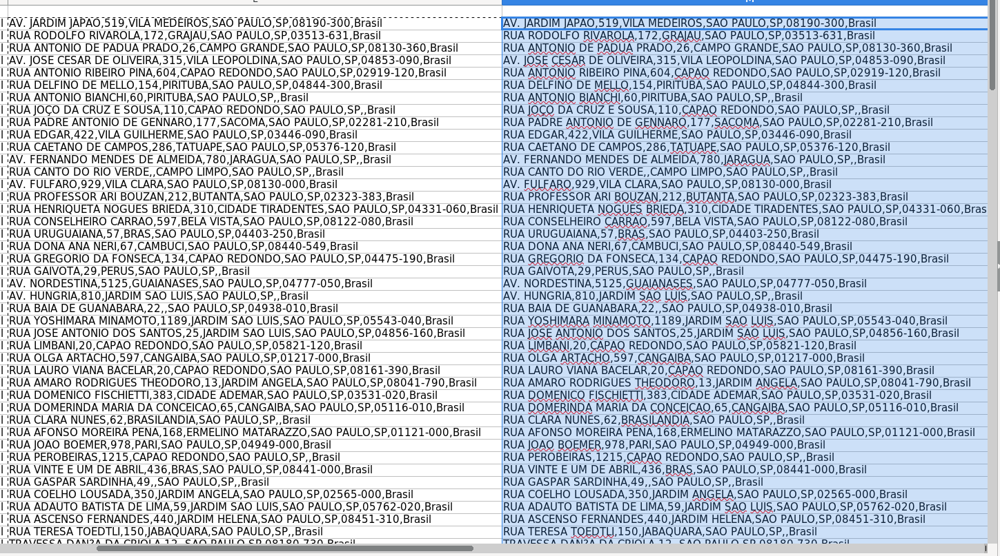 AV. JARDIM JAPAO,519,VILA MEDEIROS,SAO PAULO,SP,08190-300,Brasil AV. JARDIM JAPAO,519,VILA MEDEIROS,SAO PAULO,SP,08190-300,Brasil
RUA RODOLFO RIVAROLA,172,GRAJAU,SAO PAULO,SP,03513-631,Brasil RUA RODOLFO RIVAROLA,172,GRAJAU,SAO PAULO,SP,03513-631,Brasil
RUA ANTONIO DE PADUA PRADO,26,CAMPO GRANDE,SAO PAULO,SP,08130-360,Brasil RUA ANTONIO DE PADUA PRADO,26,CAMPO GRANDE,SAO PAULO,SP,08130-360,Brasil
AV. JOSE CESAR DE OLIVEIRA,315,VILA LEOPOLDINA,SAO PAULO,SP,04853-090,Brasil AV. JOSE CESAR DE OLIVEIRA,315,VILA LEOPOLDINA,SAO PAULO,SP,04853-090,Brasil
RUA ANTONIO RIBEIRO PINA,604,CAPAO REDONDO,SAO PAULO,SP,02919-120,Brasil RUA ANTONIO RIBEIRO PINA,604,CAPAO REDONDO,SAO PAULO,SP,02919-120,Brasil
RUA DELFINO DE MELLO,154,PIRITUBA,SAO PAULO,SP,04844-300,Brasil RUA DELFINO DE MELLO,154,PIRITUBA,SAO PAULO,SP,04844-300,Brasil
RUA ANTONIO BIANCHI,60,PIRITUBA,SAO PAULO,SP,,Brasil RUA ANTONIO BIANCHI,60,PIRITUBA,SAO PAULO,SP,,Brasil
RUA JOÇO DA CRUZ E SOUSA,110,CAPAO REDONDO,SAO PAULO,SP,,Brasil RUA JOÇO DA CRUZ E SOUSA,110,CAPAO REDONDO,SAO PAULO,SP,,Brasil
RUA PADRE ANTONIO DE GENNARO,177,SACOMA,SAO PAULO,SP,02281-210,Brasil RUA PADRE ANTONIO DE GENNARO,177,SACOMA,SAO PAULO,SP,02281-210,Brasil
RUA EDGAR,422,VILA GUILHERME,SAO PAULO,SP,03446-090,Brasil RUA EDGAR,422,VILA GUILHERME,SAO PAULO,SP,03446-090,Brasil
RUA CAETANO DE CAMPOS,286,TATUAPE,SAO PAULO,SP,05376-120,Brasil RUA CAETANO DE CAMPOS,286,TATUAPE,SAO PAULO,SP,05376-120,Brasil
AV. FERNANDO MENDES DE ALMEIDA,780,JARAGUA,SAO PAULO,SP,,Brasil AV. FERNANDO MENDES DE ALMEIDA,780,JARAGUA,SAO PAULO,SP,,Brasil
RUA CANTO DO RIO VERDE,,CAMPO LIMPO,SAO PAULO,SP,,Brasil RUA CANTO DO RIO VERDE,,CAMPO LIMPO,SAO PAULO,SP,,Brasil
AV. FULFARO,929,VILA CLARA,SAO PAULO,SP,08130-000,Brasil AV. FULFARO,929,VILA CLARA,SAO PAULO,SP,08130-000,Brasil
RUA PROFESSOR ARI BOUZAN,212,BUTANTA,SAO PAULO,SP,02323-383,Brasil RUA PROFESSOR ARI BOUZAN,212,BUTANTA,SAO PAULO,SP,02323-383,Brasil
RUA HENRIQUETA NOGUES BRIEDA,310,CIDADE TIRADENTES,SAO PAULO,SP,04331-060,Brasil RUA HENRIQUETA NOGUES BRIEDA,310,CIDADE TIRADENTES,SAO PAULO,SP,04331-060,Bras
RUA CONSELHEIRO CARRAO,597,BELA VISTA,SAO PAULO,SP,08122-080,Brasil RUA CONSELHEIRO CARRAO,597,BELA VISTA,SAO PAULO,SP,08122-080,Brasil
RUA URUGUAIANA,57,BRAS,SAO PAULO,SP,04403-250,Brasil RUA URUGUAIANA,57,BRAS,SAO PAULO,SP,04403-250,Brasil
RUA DONA ANA NERI,67,CAMBUCI,SAO PAULO,SP,08440-549,Brasil RUA DONA ANA NERI,67,CAMBUCI,SAO PAULO,SP,08440-549,Brasil
RUA GREGORIO DA FONSECA,134,CAPAO REDONDO,SAO PAULO,SP,04475-190,Brasil RUA GREGORIO DA FONSECA,134,CAPAO REDONDO,SAO PAULO,SP,04475-190,Brasil
RUA GAIVOTA,29,PERUS,SAO PAULO,SP,,Brasil RUA GAIVOTA,29,PERUS,SAO PAULO,SP,,Brasil
AV. NORDESTINA,5125,GUAIANASES,SAO PAULO,SP,04777-050,Brasil AV. NORDESTINA,5125,GUAIANASES,SAO PAULO,SP,04777-050,Brasil
AV. HUNGRIA,810,JARDIM SAO LUIS,SAO PAULO,SP,,Brasil AV. HUNGRIA,810,JARDIM SAO LUIS,SAO PAULO,SP,,Brasil
RUA BAIA DE GUANABARA,22,,SAO PAULO,SP,04938-010,Brasil RUA BAIA DE GUANABARA,22,,SAO PAULO,SP,04938-010,Brasil
RUA YOSHIMARA MINAMOTO,1189,JARDIM SAO LUIS,SAO PAULO,SP,05543-040,Brasil RUA YOSHIMARA MINAMOTO,1189,JARDIM SAO LUIS,SAO PAULO,SP,05543-040,Brasil
RUA JOSE ANTONIO DOS SANTOS,25,JARDIM SAO LUIS,SAO PAULO,SP,04856-160,Brasil RUA JOSE ANTONIO DOS SANTOS,25,JARDIM SAO LUIS,SAO PAULO,SP,04856-160,Brasil
RUA LIMBANI,20,CAPAO REDONDO,SAO PAULO,SP,05821-120,Brasil RUA LIMBANI,20,CAPAO REDONDO,SAO PAULO,SP,05821-120,Brasil
RUA OLGA ARTACHO,597,CANGAIBA,SAO PAULO,SP,01217-000,Brasil RUA OLGA ARTACHO,597,CANGAIBA,SAO PAULO,SP,01217-000,Brasil
RUA LAURO VIANA BACELAR,20,CAPAO REDONDO,SAO PAULO,SP,08161-390,Brasil RUA LAURO VIANA BACELAR,20,CAPAO REDONDO,SAO PAULO,SP,08161-390,Brasil
RUA AMARO RODRIGUES THEODORO,13,JARDIM ANGELA,SAO PAULO,SP,08041-790,Brasil RUA AMARO RODRIGUES THEODORO,13,JARDIM ANGELA,SAO PAULO,SP,08041-790,Brasil
RUA DOMENICO FISCHIETTI,383,CIDADE ADEMAR,SAO PAULO,SP,03531-020,Brasil RUA DOMENICO FISCHIETTI,383,CIDADE ADEMAR,SAO PAULO,SP,03531-020,Brasil
RUA DOMERINDA MARIA DA CONCEICAO,65,CANGAIBA,SAO PAULO,SP,05116-010,Brasil RUA DOMERINDA MARIA DA CONCEICAO,65,CANGAIBA,SAO PAULO,SP,05116-010,Brasil
RUA CLARA NUNES,62,BRASILANDIA,SAO PAULO,SP,,Brasil RUA CLARA NUNES,62,BRASILANDIA,SAO PAULO,SP,,Brasil
RUA AFONSO MOREIRA PENA,168,ERMELINO MATARAZZO,SAO PAULO,SP,01121-000,Brasil RUA AFONSO MOREIRA PENA,168,ERMELINO MATARAZZO,SAO PAULO,SP,01121-000,Brasil
RUA JOAO BOEMER,978,PARI,SAO PAULO,SP,04949-000,Brasil RUA JOAO BOEMER,978,PARI,SAO PAULO,SP,04949-000,Brasil
RUA PEROBEIRAS,1215,CAPAO REDONDO,SAO PAULO,SP,,Brasil RUA PEROBEIRAS,1215,CAPAO REDONDO,SAO PAULO,SP,,Brasil
RUA VINTE E UM DE ABRIL,436,BRAS,SAO PAULO,SP,08441-000,Brasil RUA VINTE E UM DE ABRIL,436,BRAS,SAO PAULO,SP,08441-000,Brasil
RUA GASPAR SARDINHA,49,,SAO PAULO,SP,,Brasil RUA GASPAR SARDINHA,49,,SAO PAULO,SP,,Brasil
RUA COELHO LOUSADA,350,JARDIM ANGELA,SAO PAULO,SP,02565-000,Brasil RUA COELHO LOUSADA,350,JARDIM ANGELA,SAO PAULO,SP,02565-000,Brasil
RUA ADAUTO BATISTA DE LIMA,59,JARDIM SAO LUIS,SAO PAULO,SP,05762-020,Brasil RUA ADAUTO BATISTA DE LIMA,59,JARDIM SAO LUIS,SAO PAULO,SP,05762-020,Brasil
RUA ASCENSO FERNANDES,440,JARDIM HELENA,SAO PAULO,SP,08451-310,Brasil RUA ASCENSO FERNANDES,440,JARDIM HELENA,SAO PAULO,SP,08451-310,Brasil
RUA TERESA TOEDTLI,150,JABAQUARA,SAO PAULO,SP,,Brasil RUA TERESA TOEDTLI,150,JABAQUARA,SAO PAULO,SP,,Brasil